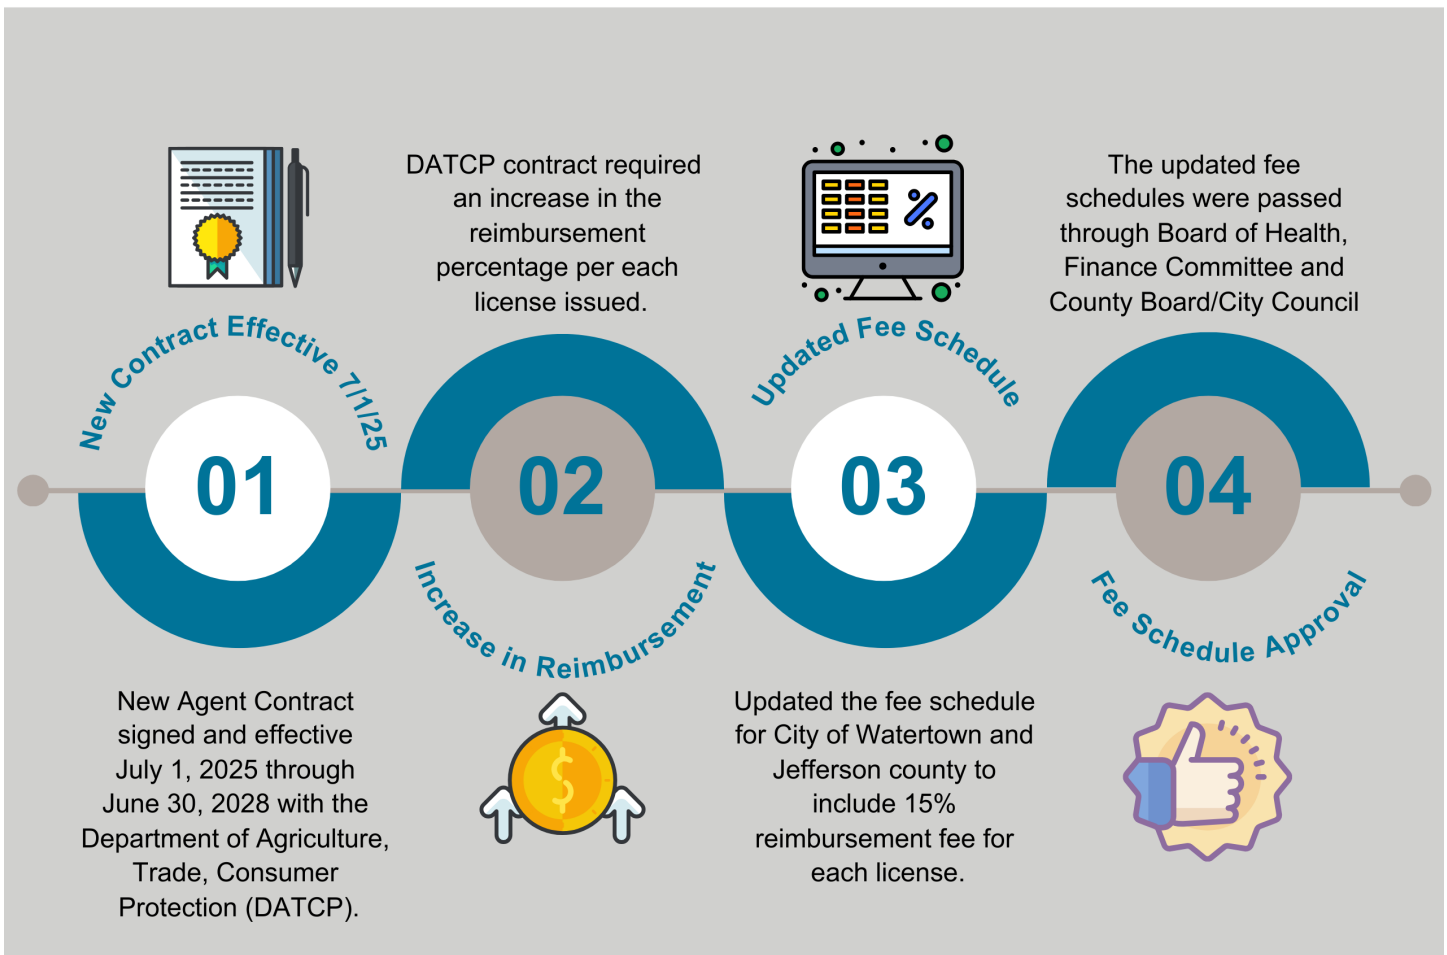 New Contract Effective 7/1/25
01
New Agent Contract
signed and effective
July 1, 2025 through
June 30, 2028 with the
Department of Agriculture,
Trade, Consumer
Protection (DATCP).
DATCP contract required
an increase in the
reimbursement
percentage per each
license issued.
02
Increase in Reimbursement
$
%
Updated Fee Schedule
03
Updated the fee schedule
for City of Watertown and
Jefferson county to
include 15%
reimbursement fee for
each license.
The updated fee
schedules were passed
through Board of Health,
Finance Committee and
County Board/City Council
04
Fee Schedule Approval